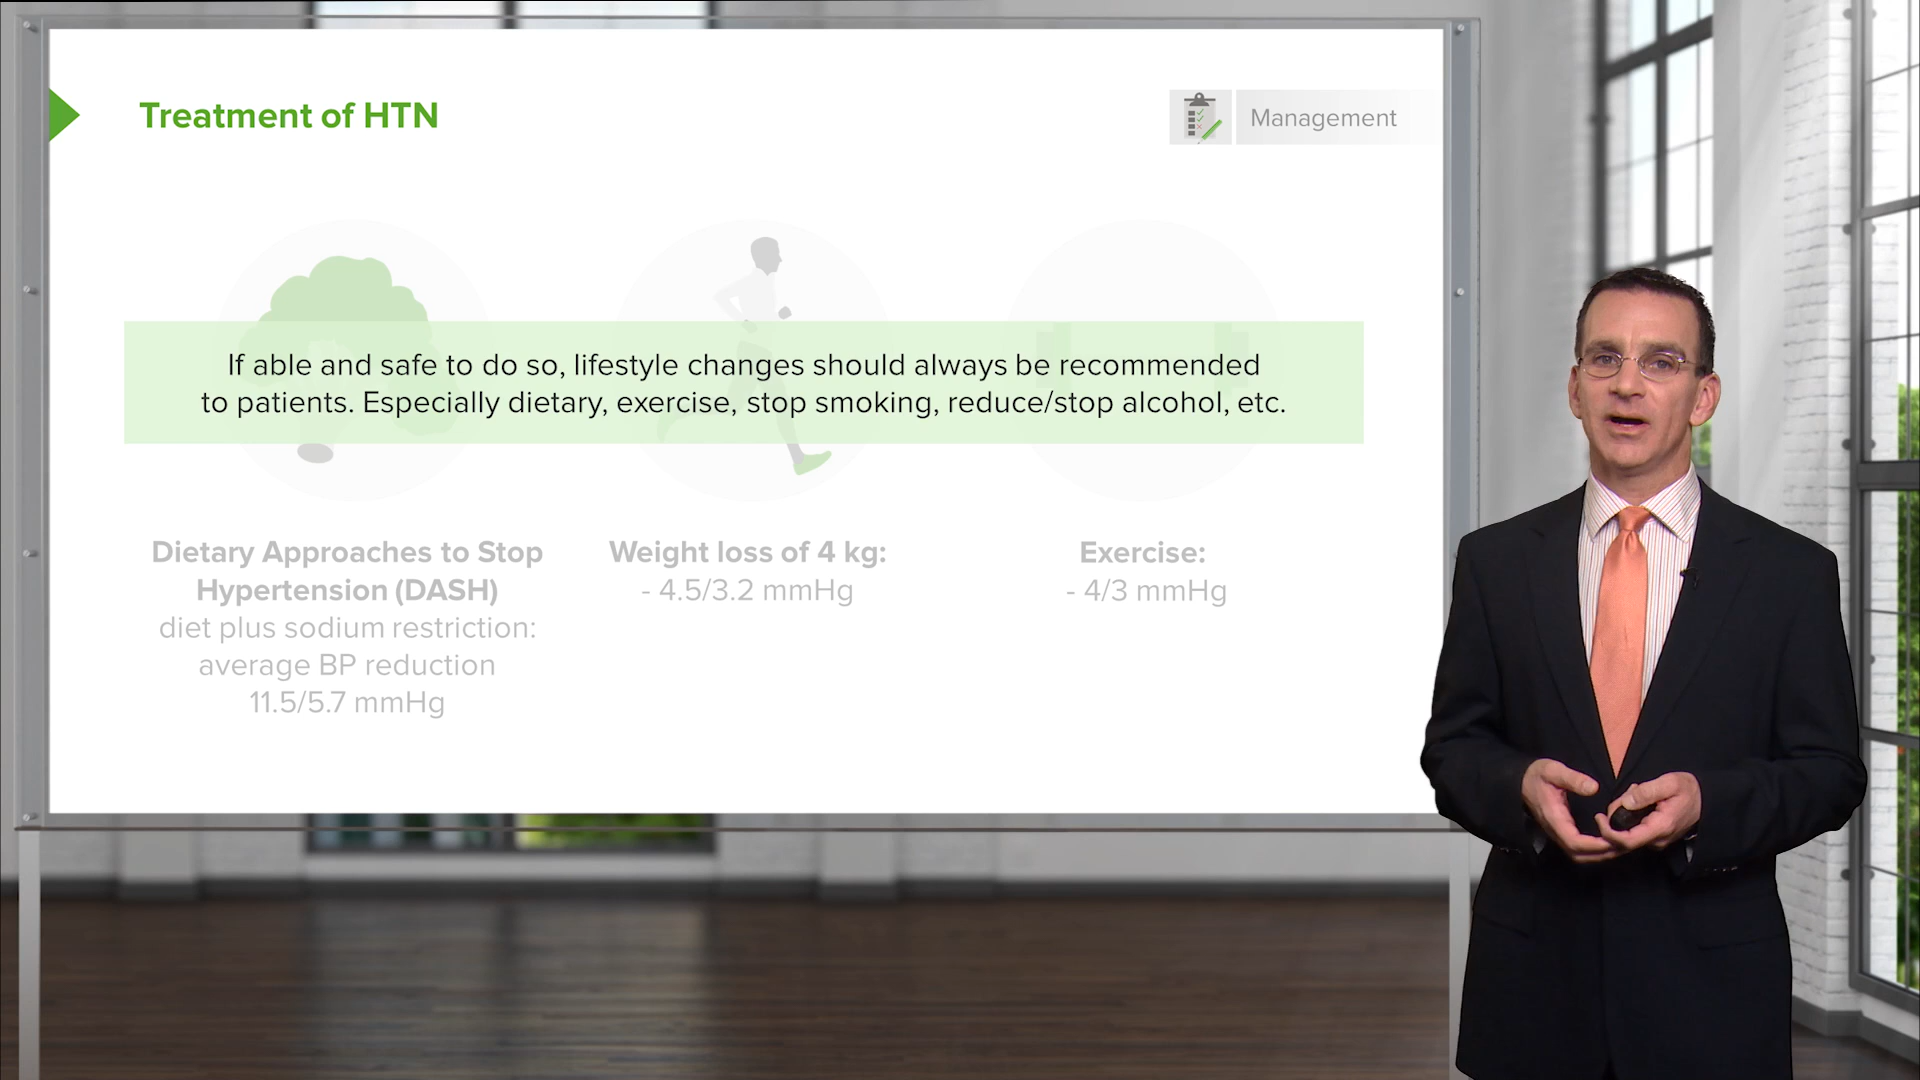 Treatment of HTN
Management
If able and safe to do so, lifestyle changes should always be recommended
to patients. Especially dietary, exercise, stop smoking, reduce/stop alcohol, etc.
Dietary Approaches to Stop
Hypertension (DASH)
diet plus sodium restriction:
average BP reduction
11.5/5.7 mmHg
Weight loss of 4 kg:
- 4.5/3.2 mmHg
Exercise:
- 4/3 mmHg